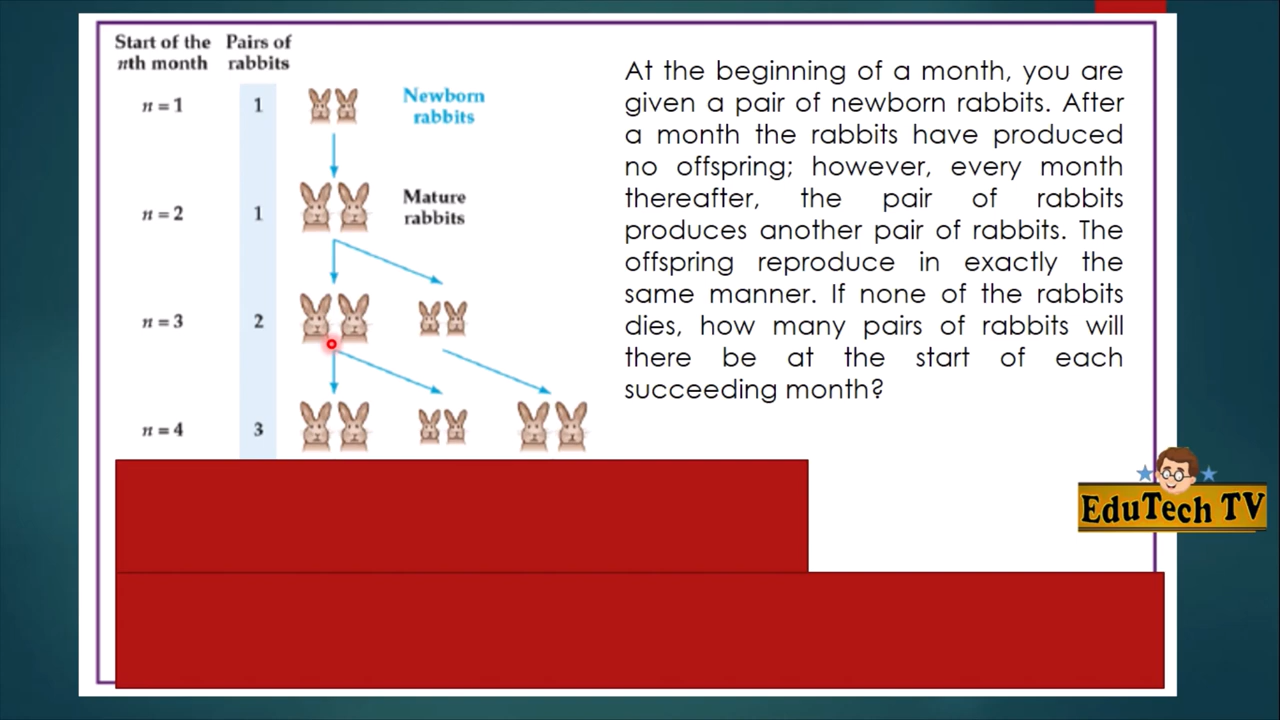 Start of the Pairs of
nth month rabbits
n = 1 1 Newborn
rabbits
n = 2 1 Mature
rabbits
n = 3 2
n = 4 3
At the beginning of a month, you are
given a pair of newborn rabbits. After
a month the rabbits have produced
no offspring; however, every month
thereafter, the pair of rabbits
produces another pair of rabbits. The
offspring reproduce in exactly the
same manner. If none of the rabbits
dies, how many pairs of rabbits will
there be at the start of each
succeeding month?
EduTech TV